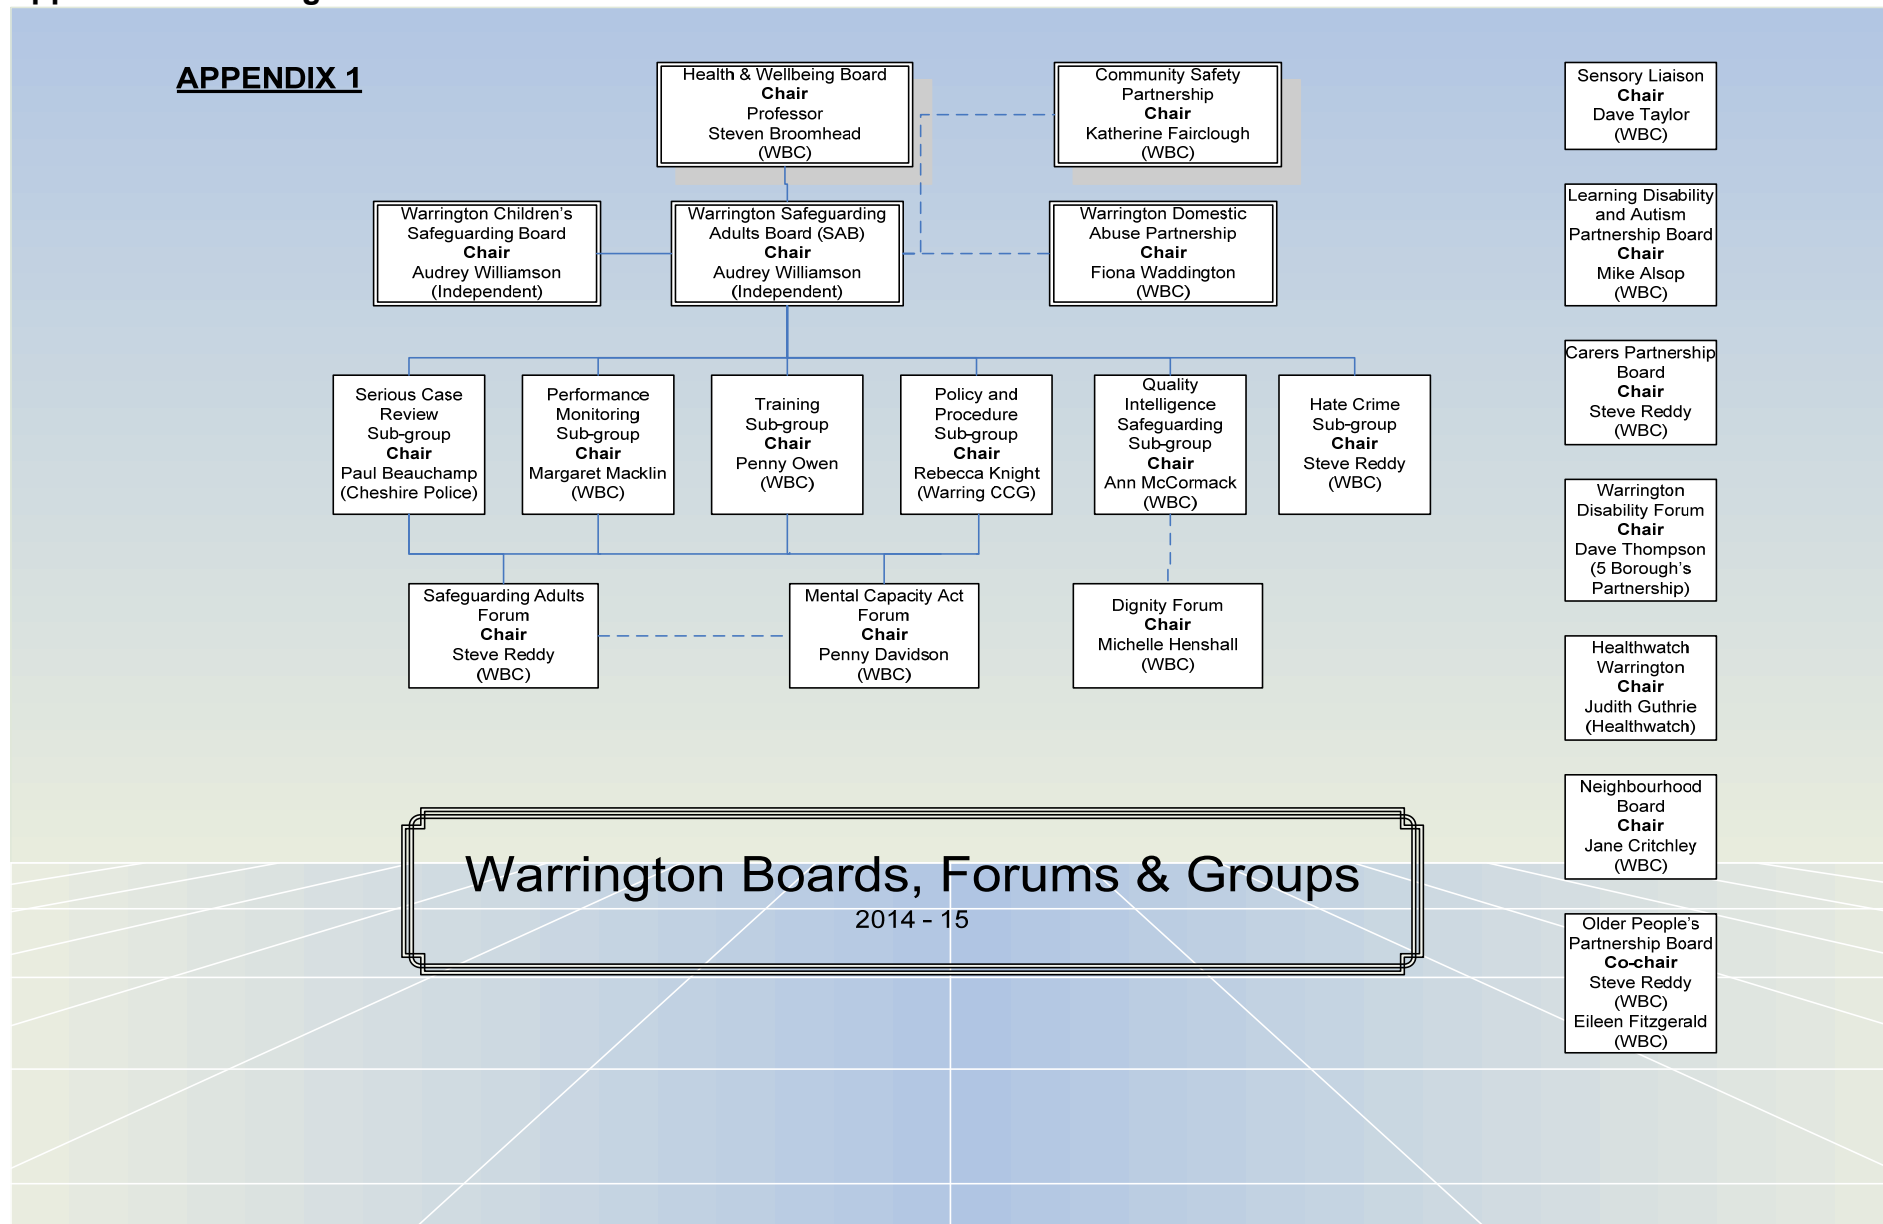 APPENDIX 1
Health & Wellbeing Board
Chair
Professor
Steven Broomhead
(WBC)
Community Safety
Partnership
Chair
Katherine Fairclough
(WBC)
Warrington Children's
Safeguarding Board
Chair
Audrey Williamson
(Independent)
Warrington Safeguarding
Adults Board (SAB)
Chair
Audrey Williamson
(Independent)
Warrington Domestic
Abuse Partnership
Chair
Fiona Waddington
(WBC)
Serious Case
Review
Sub-group
Chair
Paul Beauchamp
(Cheshire Police)
Performance
Monitoring
Sub-group
Chair
Margaret Macklin
(WBC)
Training
Sub-group
Chair
Penny Owen
(WBC)
Policy and
Procedure
Sub-group
Chair
Rebecca Knight
(Warring CCG)
Quality
Intelligence
Safeguarding
Sub-group
Chair
Ann McCormack
(WBC)
Hate Crime
Sub-group
Chair
Steve Reddy
(WBC)
Safeguarding Adults
Forum
Chair
Steve Reddy
(WBC)
Mental Capacity Act
Forum
Chair
Penny Davidson
(WBC)
Dignity Forum
Chair
Michelle Henshall
(WBC)
Sensory Liaison
Chair
Dave Taylor
(WBC)
Learning Disability
and Autism
Partnership Board
Chair
Mike Alsop
(WBC)
Carers Partnership
Board
Chair
Steve Reddy
(WBC)
Warrington
Disability Forum
Chair
Dave Thompson
(5 Borough's
Partnership)
Healthwatch
Warrington
Chair
Judith Guthrie
(Healthwatch)
Neighbourhood
Board
Chair
Jane Critchley
(WBC)
Older People's
Partnership Board
Co-chair
Steve Reddy
(WBC)
Eileen Fitzgerald
(WBC)
Warrington Boards, Forums & Groups
2014 - 15